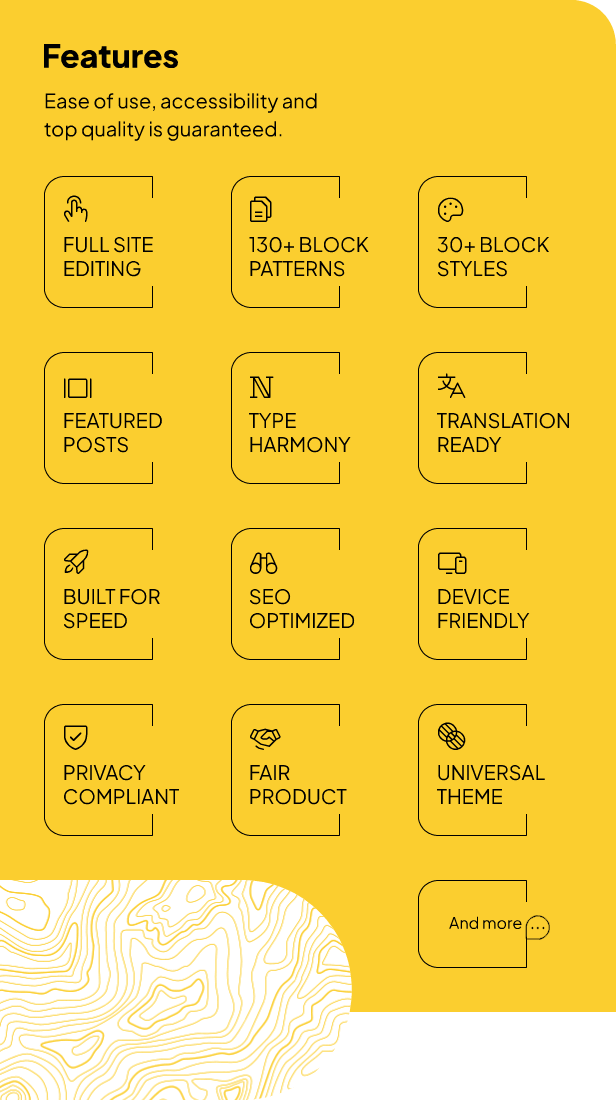 Features
Ease of use, accessibility and
top quality is guaranteed.
FULL SITE
EDITING
130+ BLOCK
PATTERNS
30+ BLOCK
STYLES
FEATURED
POSTS
TYPE
HARMONY
TRANSLATION
READY
BUILT FOR
SPEED
SEO
OPTIMIZED
DEVICE
FRIENDLY
PRIVACY
COMPLIANT
FAIR
PRODUCT
UNIVERSAL
THEME
And more